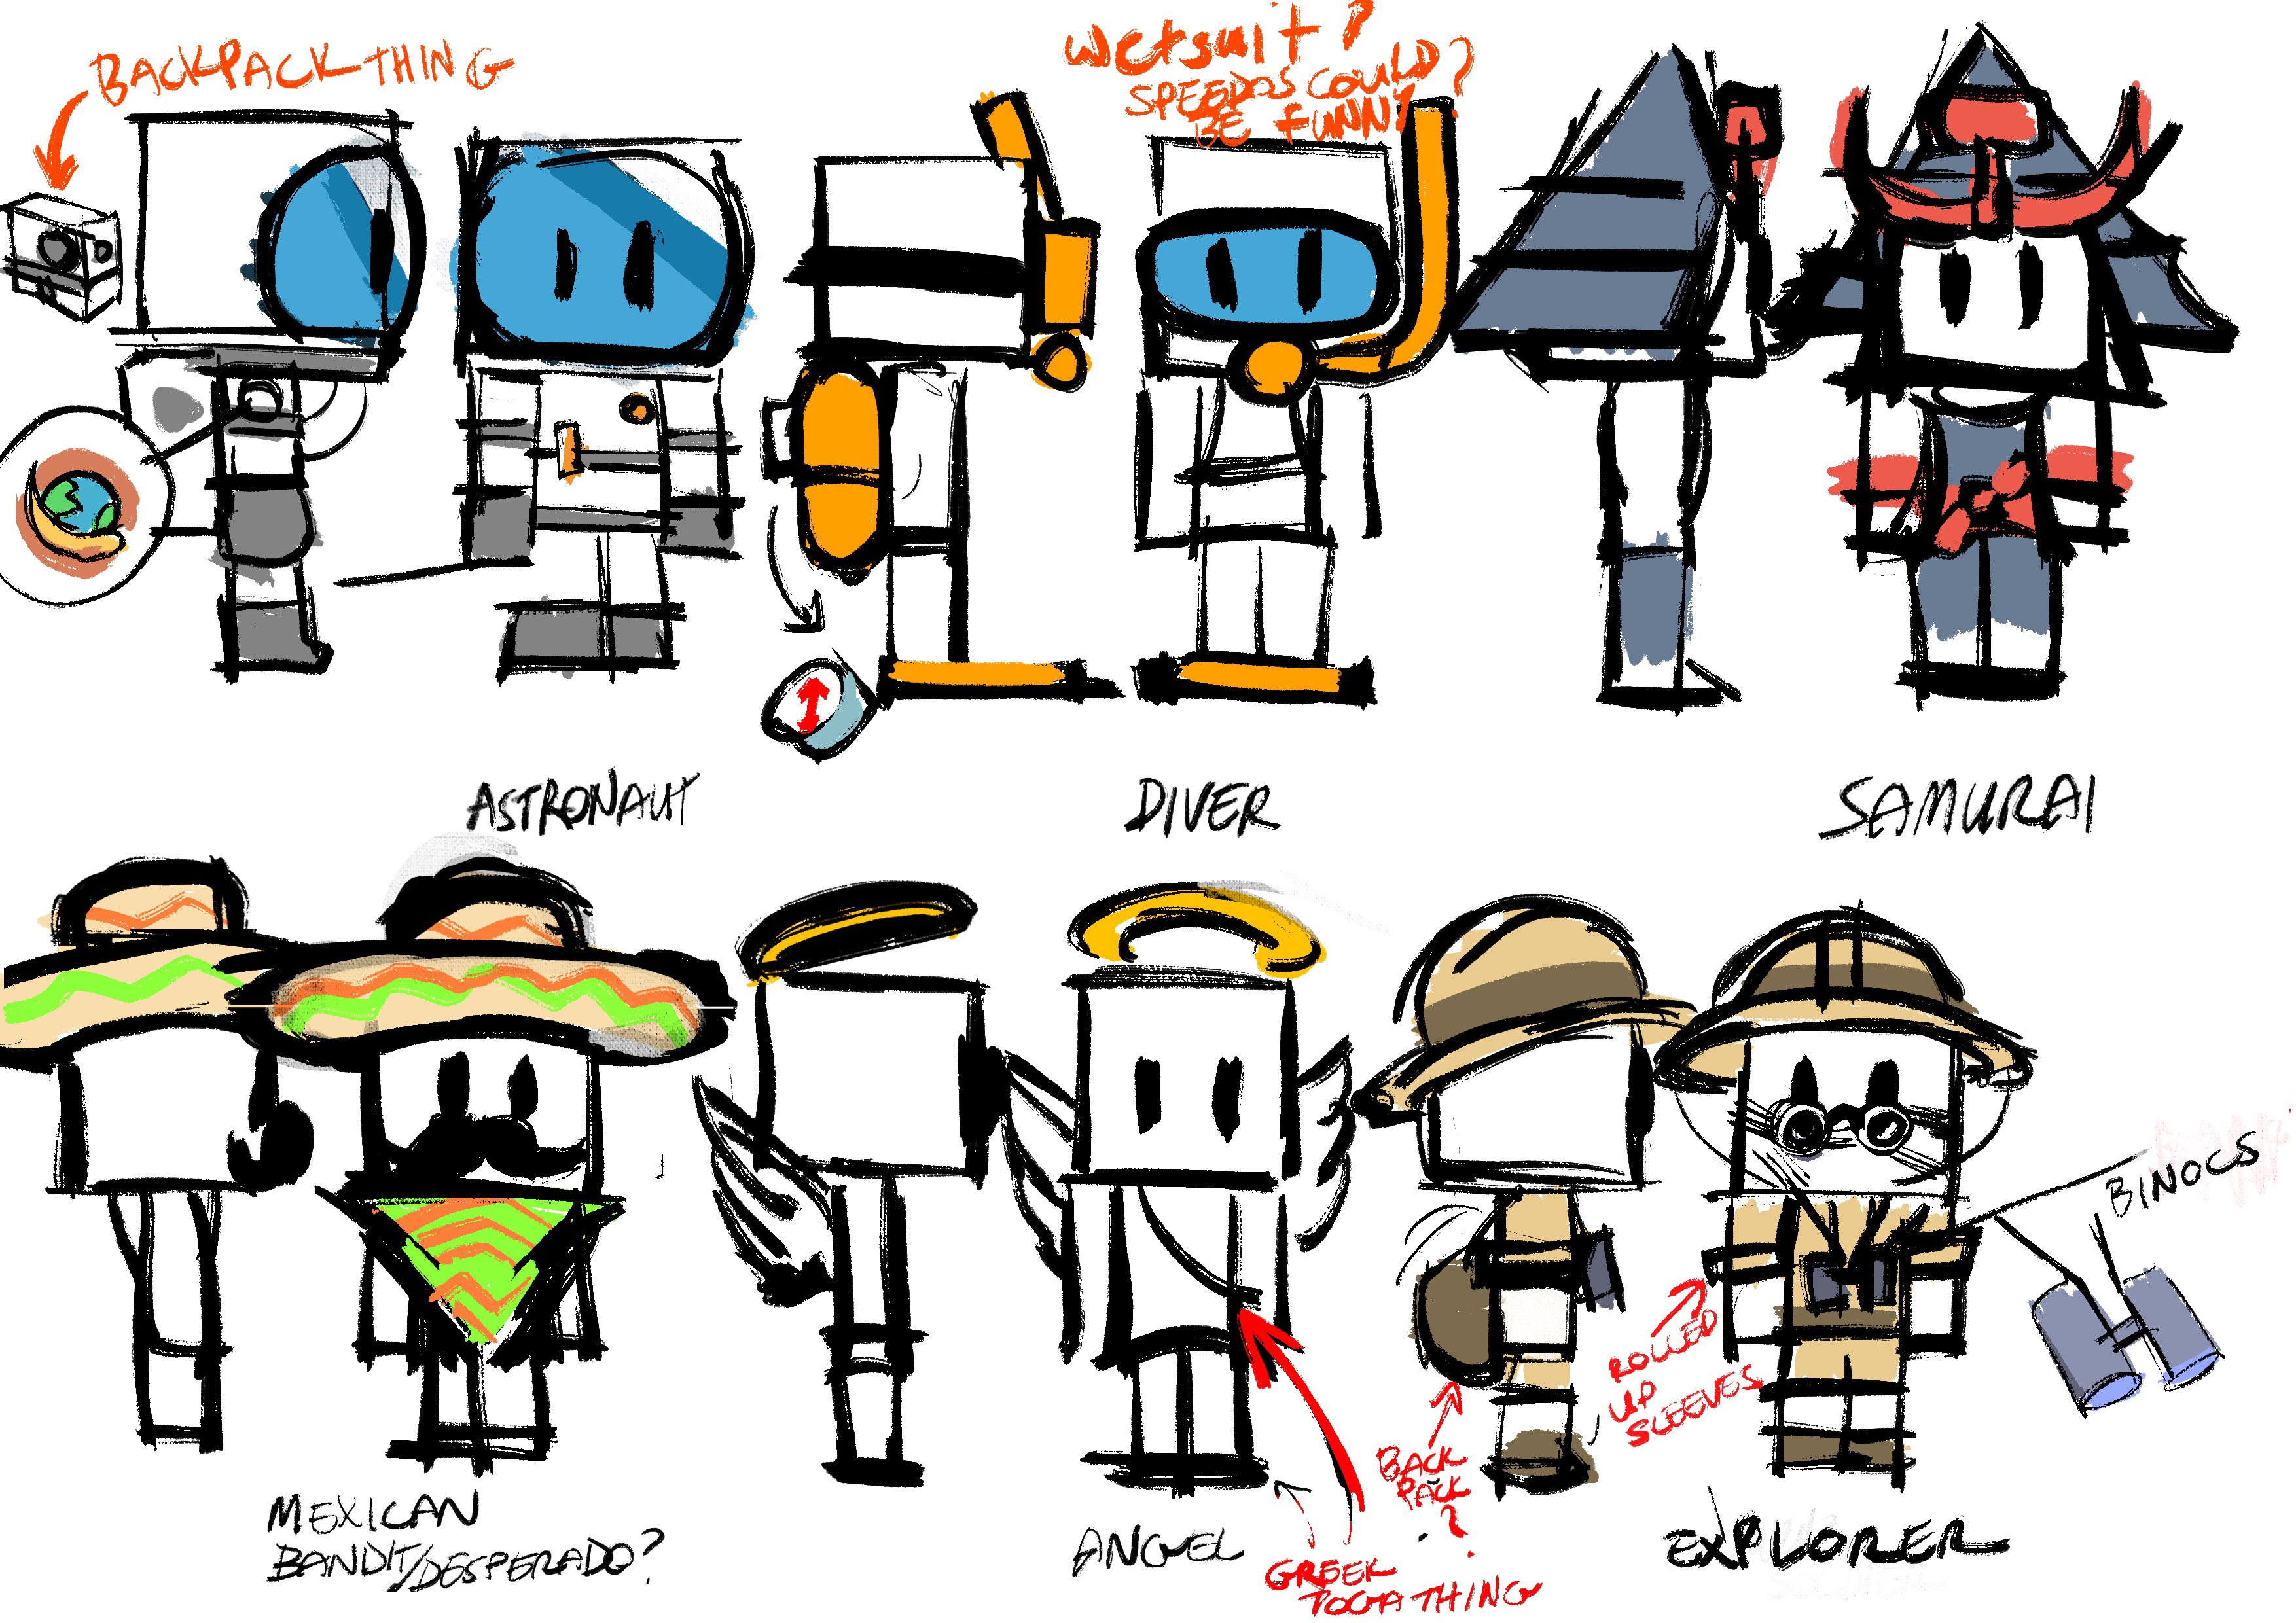 BACKPACK THING
WETSUIT?
SPEEDOS COULD
BE FUNNY?
ASTRONAUT
DIVER
SAMURAI
BINOCS
ROLLED
UP
SLEEVES
BACK
PACK
?
MEXICAN
BANDIT/DESPERADO?
ANGEL
GREEK
TOGA THING
EXPLORER